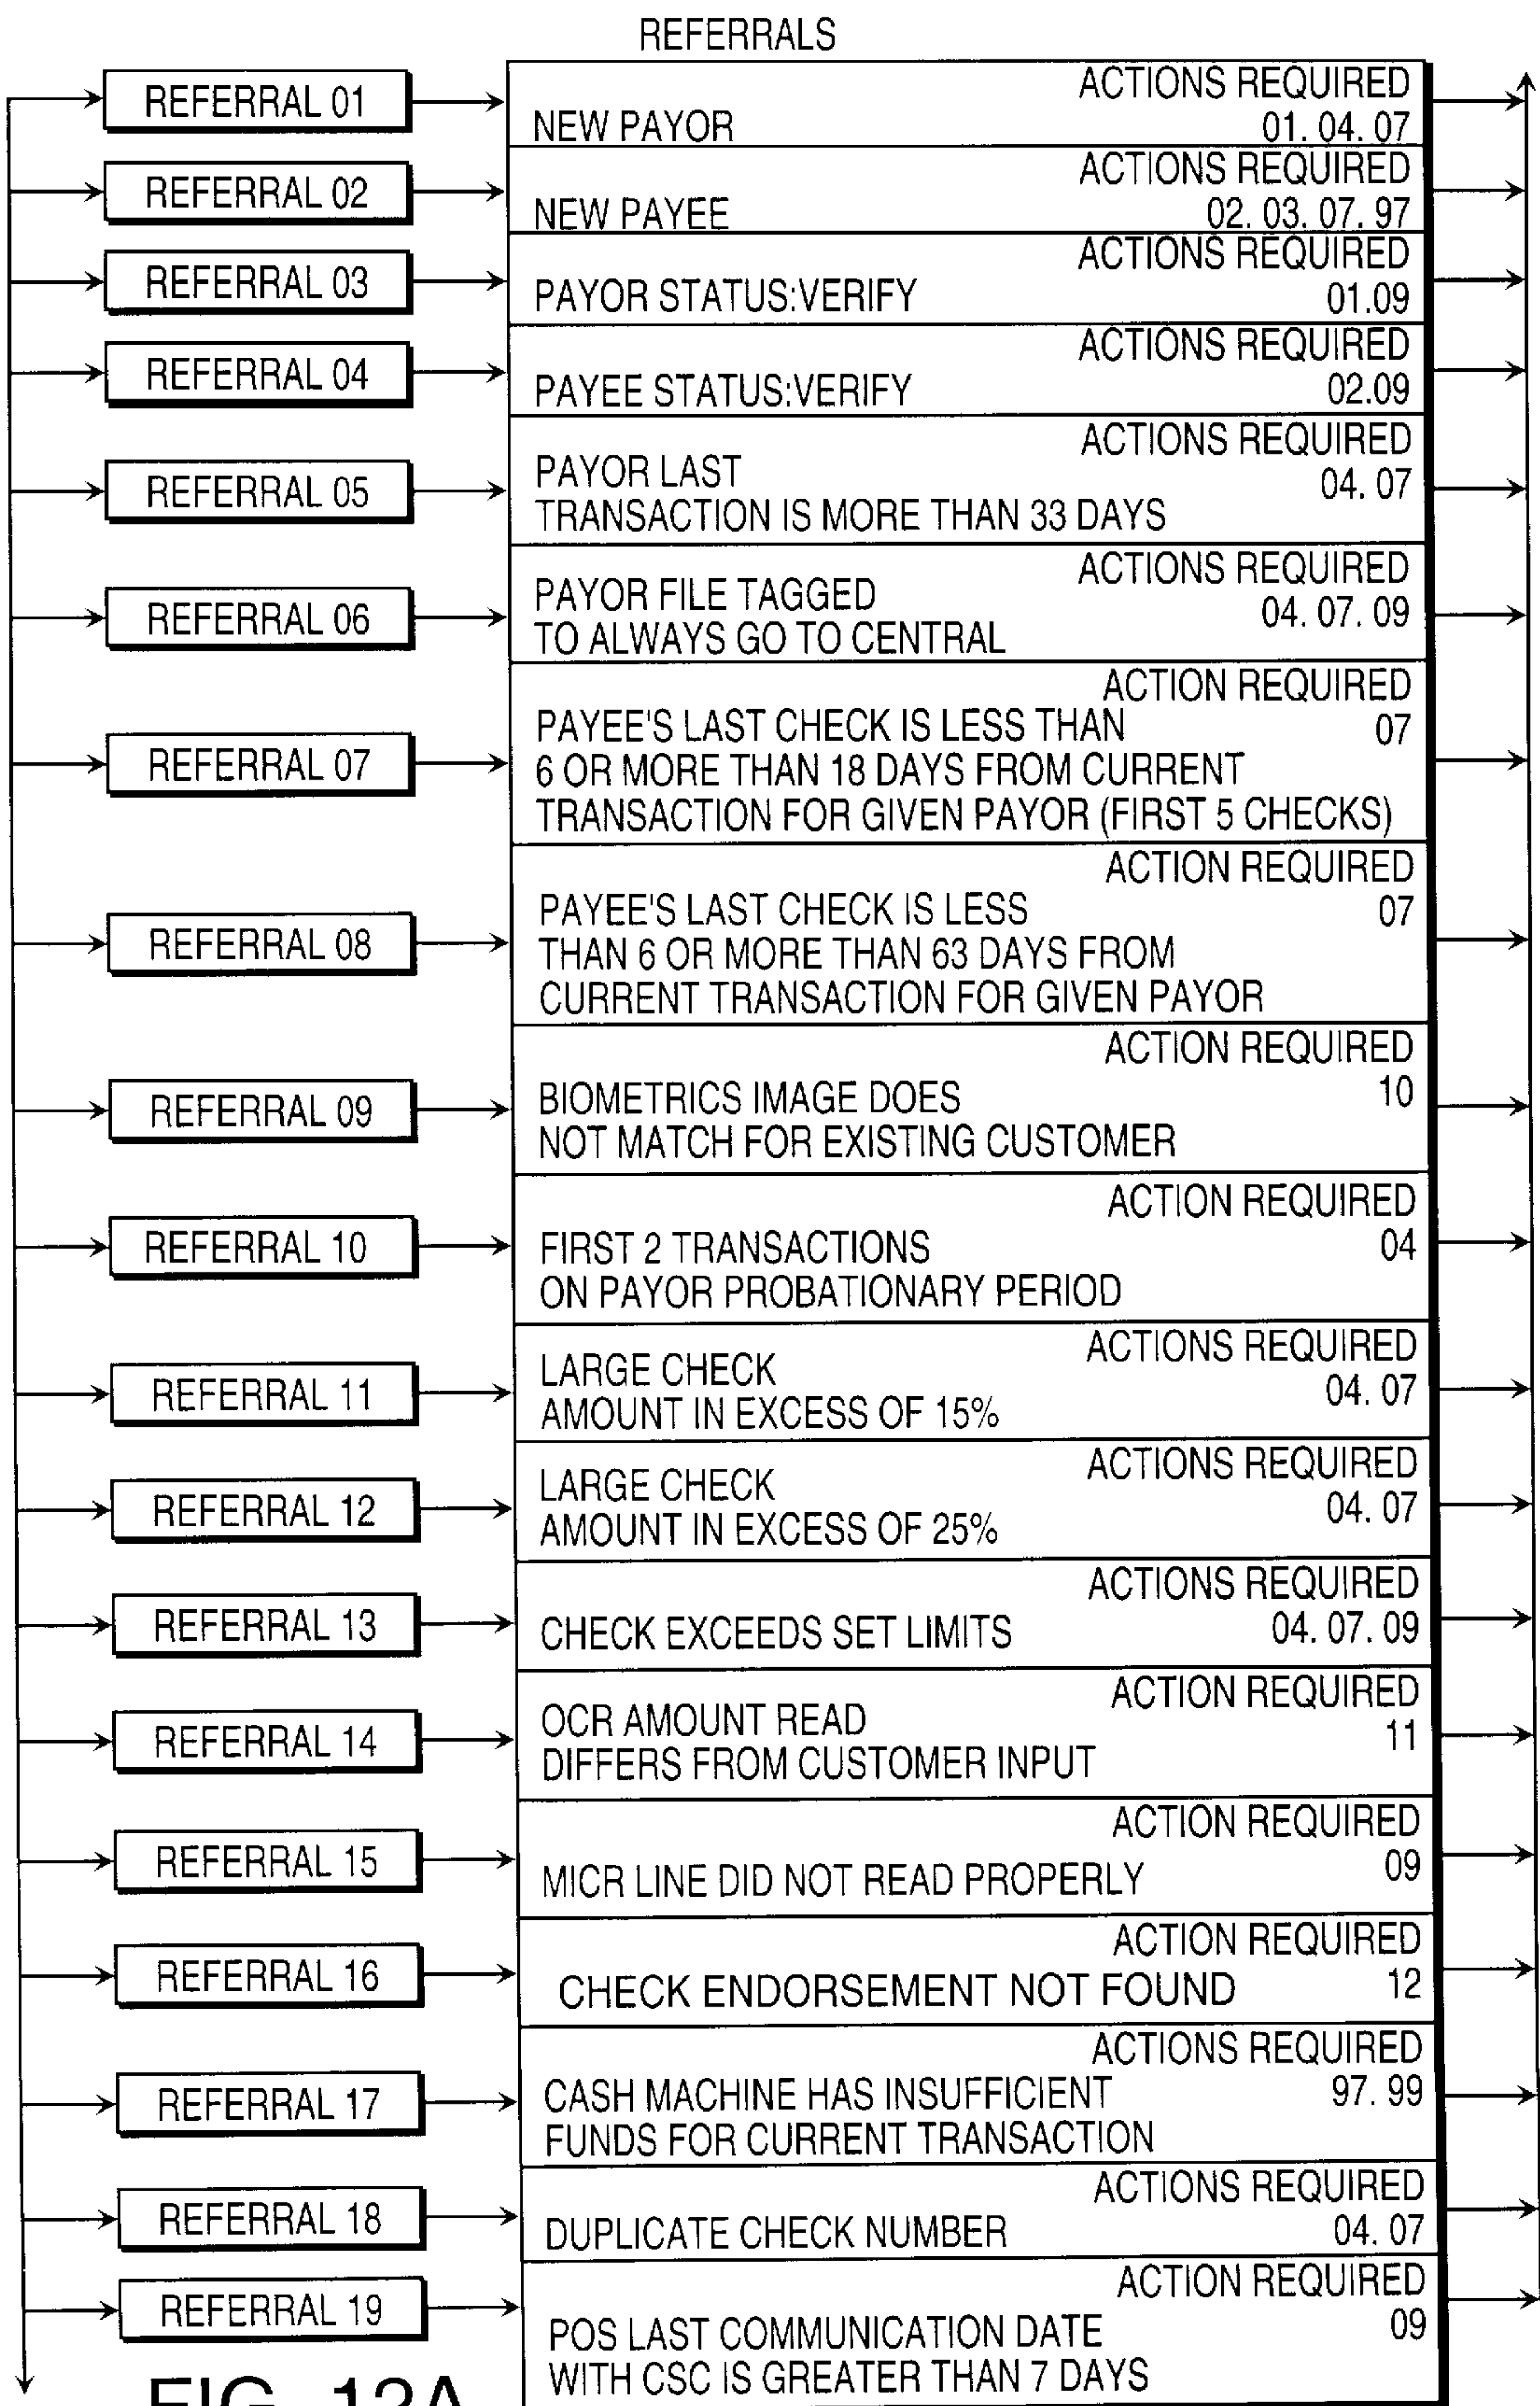 REFERRALS
REFERRAL 01
ACTIONS REQUIRED
NEW PAYOR 01. 04. 07
REFERRAL 02
ACTIONS REQUIRED
NEW PAYEE 02. 03. 07. 97
REFERRAL 03
ACTIONS REQUIRED
PAYOR STATUS:VERIFY 01.09
REFERRAL 04
ACTIONS REQUIRED
PAYEE STATUS:VERIFY 02.09
REFERRAL 05
ACTIONS REQUIRED
PAYOR LAST 04. 07
TRANSACTION IS MORE THAN 33 DAYS
REFERRAL 06
ACTIONS REQUIRED
PAYOR FILE TAGGED 04. 07. 09
TO ALWAYS GO TO CENTRAL
REFERRAL 07
ACTION REQUIRED
PAYEE'S LAST CHECK IS LESS THAN 07
6 OR MORE THAN 18 DAYS FROM CURRENT
TRANSACTION FOR GIVEN PAYOR (FIRST 5 CHECKS)
REFERRAL 08
ACTION REQUIRED
PAYEE'S LAST CHECK IS LESS 07
THAN 6 OR MORE THAN 63 DAYS FROM
CURRENT TRANSACTION FOR GIVEN PAYOR
REFERRAL 09
ACTION REQUIRED
BIOMETRICS IMAGE DOES 10
NOT MATCH FOR EXISTING CUSTOMER
REFERRAL 10
ACTION REQUIRED
FIRST 2 TRANSACTIONS 04
ON PAYOR PROBATIONARY PERIOD
REFERRAL 11
ACTIONS REQUIRED
LARGE CHECK 04. 07
AMOUNT IN EXCESS OF 15%
REFERRAL 12
ACTIONS REQUIRED
LARGE CHECK 04. 07
AMOUNT IN EXCESS OF 25%
REFERRAL 13
ACTIONS REQUIRED
CHECK EXCEEDS SET LIMITS 04. 07. 09
REFERRAL 14
ACTION REQUIRED
OCR AMOUNT READ 11
DIFFERS FROM CUSTOMER INPUT
REFERRAL 15
ACTION REQUIRED
MICR LINE DID NOT READ PROPERLY 09
REFERRAL 16
ACTION REQUIRED
CHECK ENDORSEMENT NOT FOUND 12
REFERRAL 17
ACTIONS REQUIRED
CASH MACHINE HAS INSUFFICIENT 97. 99
FUNDS FOR CURRENT TRANSACTION
REFERRAL 18
ACTIONS REQUIRED
DUPLICATE CHECK NUMBER 04. 07
REFERRAL 19
ACTION REQUIRED
POS LAST COMMUNICATION DATE 09
WITH CSC IS GREATER THAN 7 DAYS
FIG. 12A